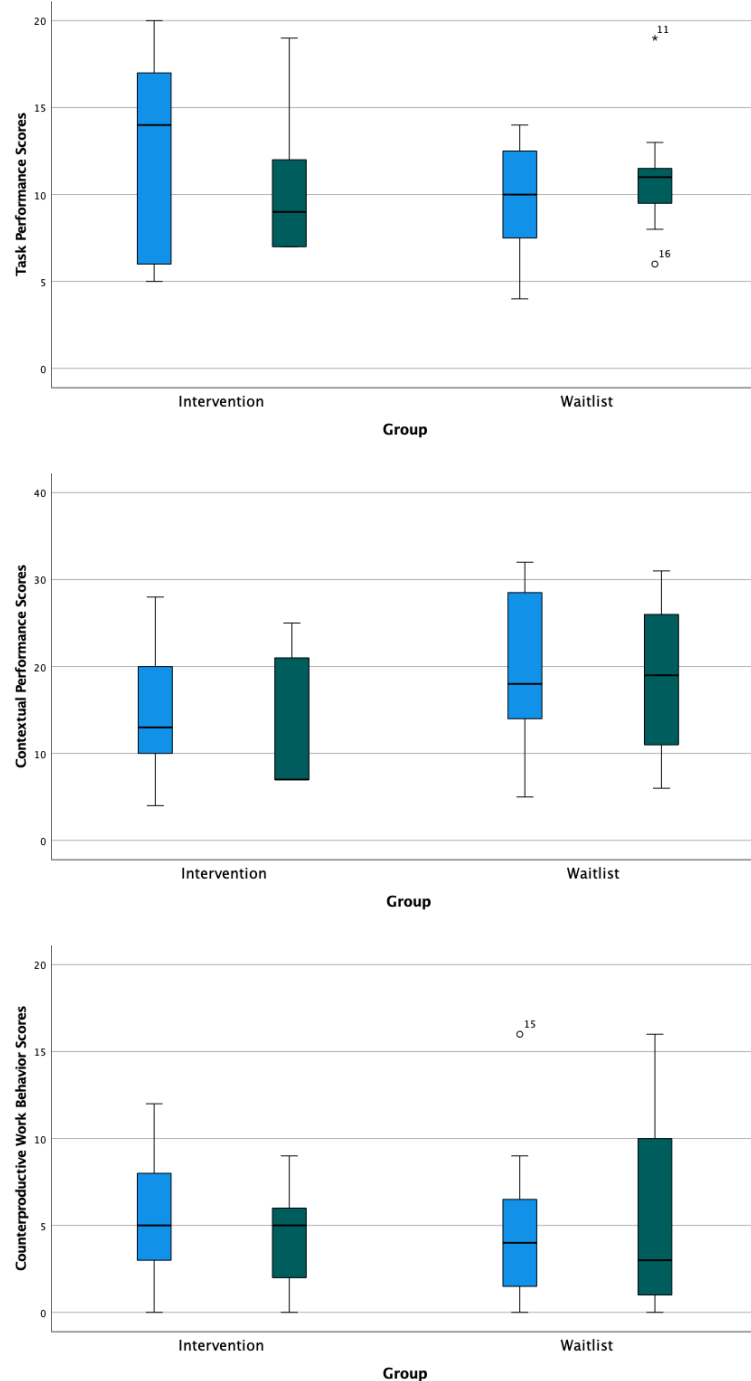 Task Performance Scores
20
15
10
5
0
11
*
16
Intervention
Waitlist
Group
Contextual Performance Scores
40
30
20
10
0
Intervention
Waitlist
Group
Counterproductive Work Behavior Scores
20
15
10
5
0
15
Intervention
Waitlist
Group